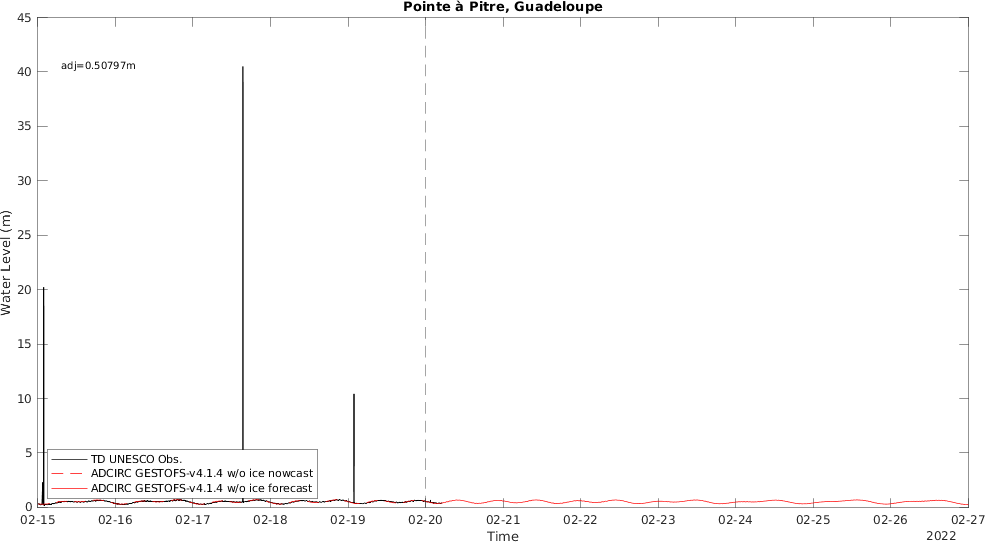 Pointe à Pitre, Guadeloupe
adj=0.50797m
Water Level (m)
45
40
35
30
25
20
15
10
5
0
TD UNESCO Obs.
ADCIRC GESTOFS-v4.1.4 w/o ice nowcast
ADCIRC GESTOFS-v4.1.4 w/o ice forecast
02-15 02-16 02-17 02-18 02-19 02-20 02-21 02-22 02-23 02-24 02-25 02-26 02-27
Time
2022